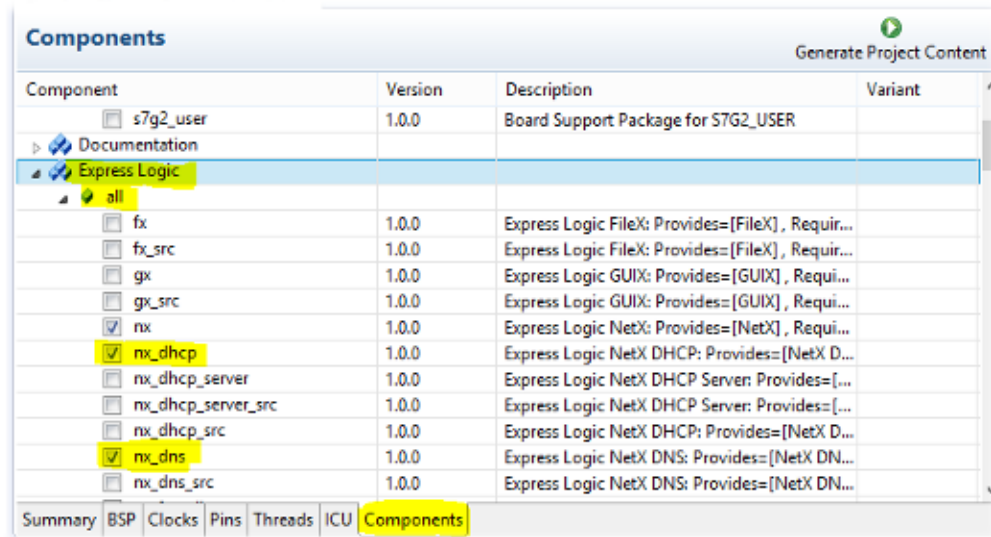 Components
Generate Project Content
Component Version Description Variant
s7g2_user 1.0.0 Board Support Package for S7G2_USER
Documentation
Express Logic
all
fx 1.0.0 Express Logic FileX: Provides=[FileX] , Requir...
fx_src 1.0.0 Express Logic FileX: Provides=[FileX] , Requir...
gx 1.0.0 Express Logic GUIX: Provides=[GUIX] , Requi...
gx_src 1.0.0 Express Logic GUIX: Provides=[GUIX] , Requi...
nx 1.0.0 Express Logic NetX: Provides=[NetX] , Requi...
nx_dhcp 1.0.0 Express Logic NetX DHCP: Provides=[NetX D...
nx_dhcp_server 1.0.0 Express Logic NetX DHCP Server: Provides=[...
nx_dhcp_server_src 1.0.0 Express Logic NetX DHCP Server: Provides=[...
nx_dhcp_src 1.0.0 Express Logic NetX DHCP: Provides=[NetX D...
nx_dns 1.0.0 Express Logic NetX DNS: Provides=[NetX DN...
nx_dns_src 1.0.0 Express Logic NetX DNS: Provides=[NetX DN...
Summary BSP Clocks Pins Threads ICU Components